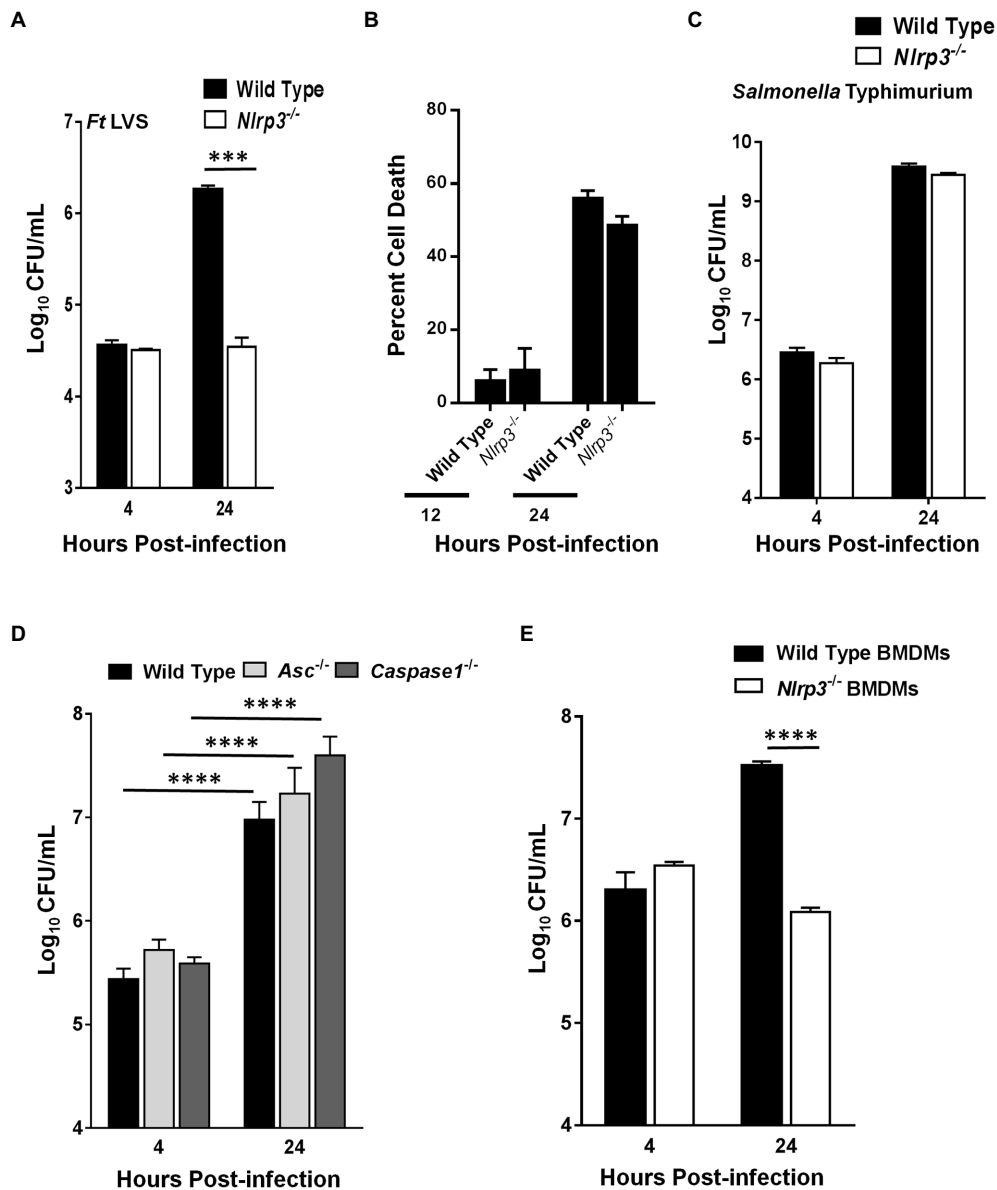 A
Wild Type
Nlrp3-/-
Ft LVS
***
7
6
5
4
3
Log10 CFU/mL
4
24
Hours Post-infection
B
80
60
40
20
0
Percent Cell Death
Wild Type
Nlrp3-/-
Wild Type
Nlrp3-/-
12
24
Hours Post-infection
C
Wild Type
Nlrp3-/-
Salmonella Typhimurium
10
9
8
7
6
5
4
Log10 CFU/mL
4
24
Hours Post-infection
D
Wild Type
Asc-/-
Caspase1-/-
****
****
****
8
7
6
5
4
Log10 CFU/mL
4
24
Hours Post-infection
E
Wild Type BMDMs
Nlrp3-/- BMDMs
****
8
7
6
5
4
Log10 CFU/mL
4
24
Hours Post-infection